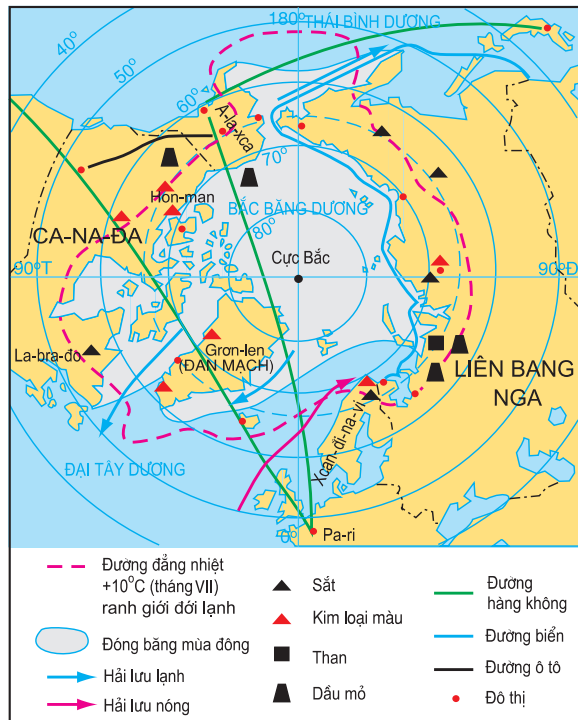 180°
THÁI BÌNH DƯƠNG
40°
50°
60°
A-la-xca
70°
Hon-man
BẮC BĂNG DƯƠNG
80°
CA-NA-ĐA
Cực Bắc
90°T
90°Đ
La-bra-đo
Grơn-len
(ĐAN MẠCH)
LIÊN BANG
NGA
Xcan-đi-na-vi
ĐẠI TÂY DƯƠNG
0°
Pa-ri
Đường đẳng nhiệt
+10°C (tháng VII)
ranh giới đới lạnh
Đóng băng mùa đông
Hải lưu lạnh
Hải lưu nóng
Sắt
Kim loại màu
Than
Dầu mỏ
Đường
hàng không
Đường biển
Đường ô tô
Đô thị